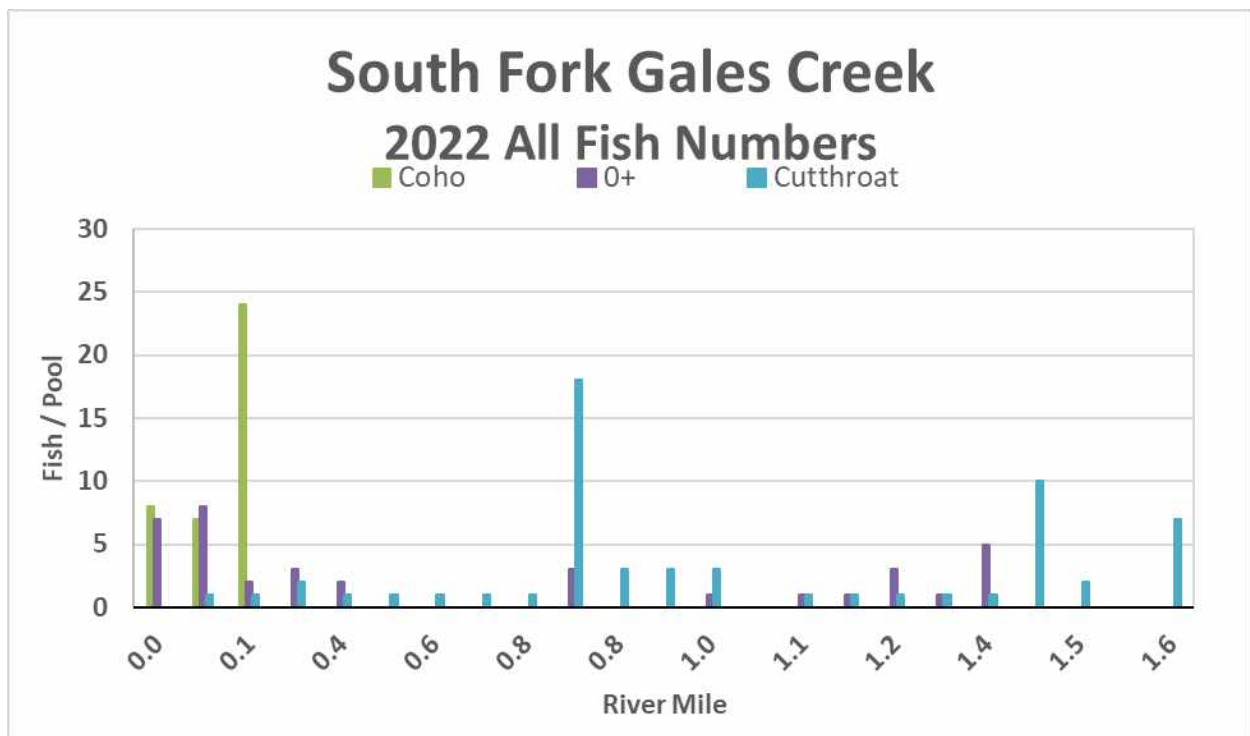 South Fork Gales Creek
2022 All Fish Numbers
Coho 0+ Cutthroat
30
25
20
15
10
5
0
Fish / Pool
0.0 0.1 0.4 0.6 0.8 0.8 1.0 1.1 1.2 1.4 1.5 1.6
River Mile